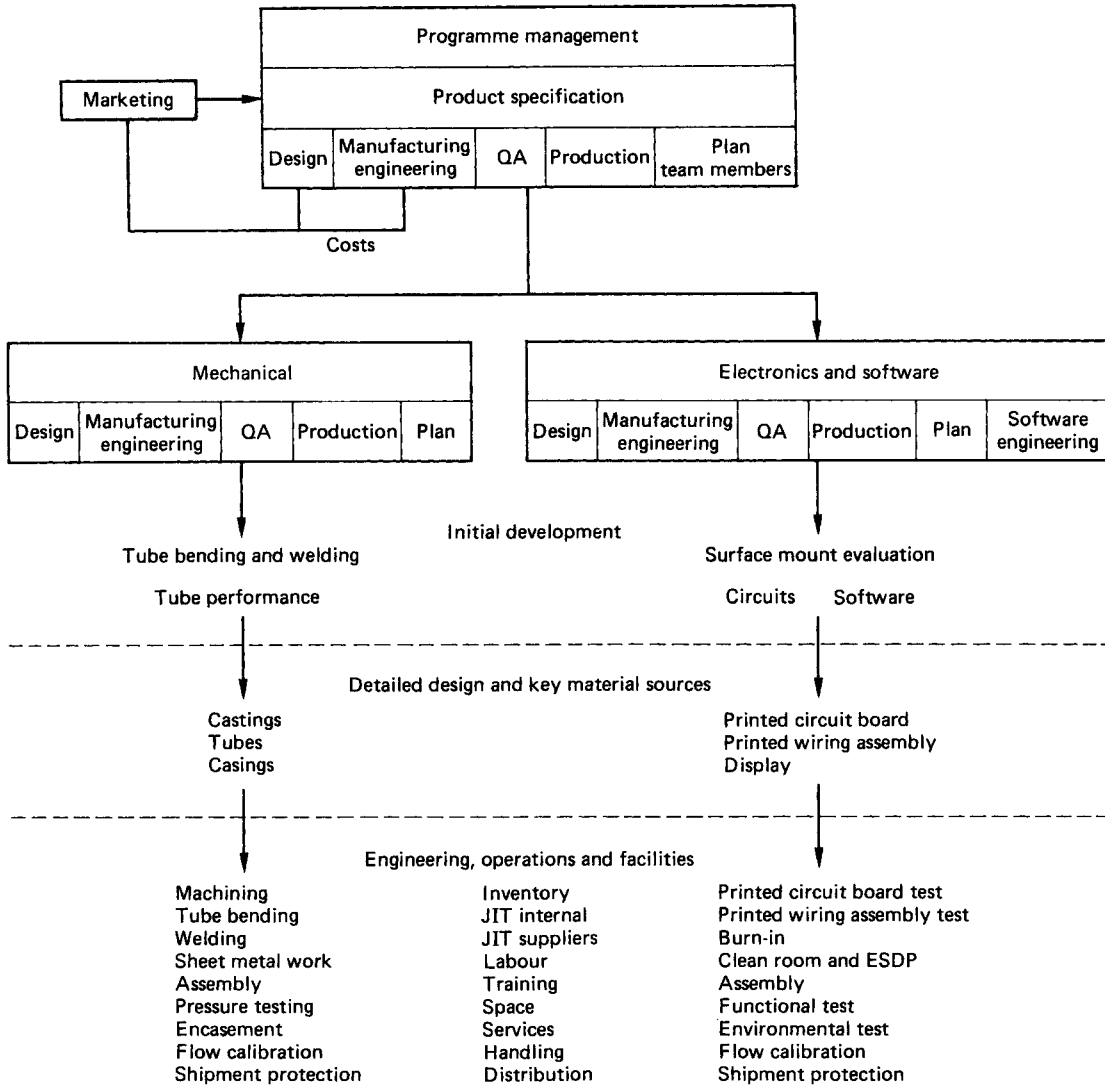 Programme management
Marketing
Product specification
Design
Manufacturing
engineering
QA
Production
Plan
team members
Costs
Mechanical
Design
Manufacturing
engineering
QA
Production
Plan
Electronics and software
Design
Manufacturing
engineering
QA
Production
Plan
Software
engineering
Initial development
Tube bending and welding
Tube performance
Surface mount evaluation
Circuits Software
Detailed design and key material sources
Castings
Tubes
Casings
Printed circuit board
Printed wiring assembly
Display
Engineering, operations and facilities
Machining
Tube bending
Welding
Sheet metal work
Assembly
Pressure testing
Encasement
Flow calibration
Shipment protection
Inventory
JIT internal
JIT suppliers
Labour
Training
Space
Services
Handling
Distribution
Printed circuit board test
Printed wiring assembly test
Burn-in
Clean room and ESDP
Assembly
Functional test
Environmental test
Flow calibration
Shipment protection